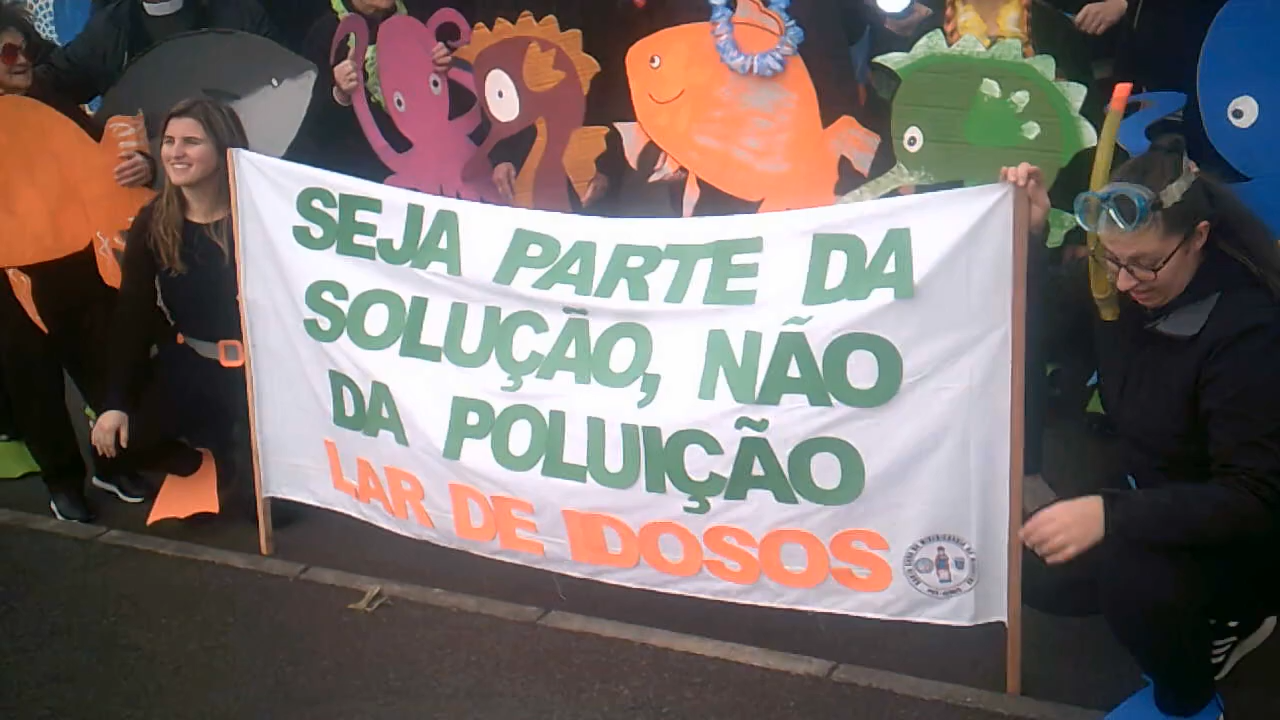 SEJA PARTE DA
SOLUÇÃO, NÃO
DA POLUIÇÃO
LAR DE IDOSOS